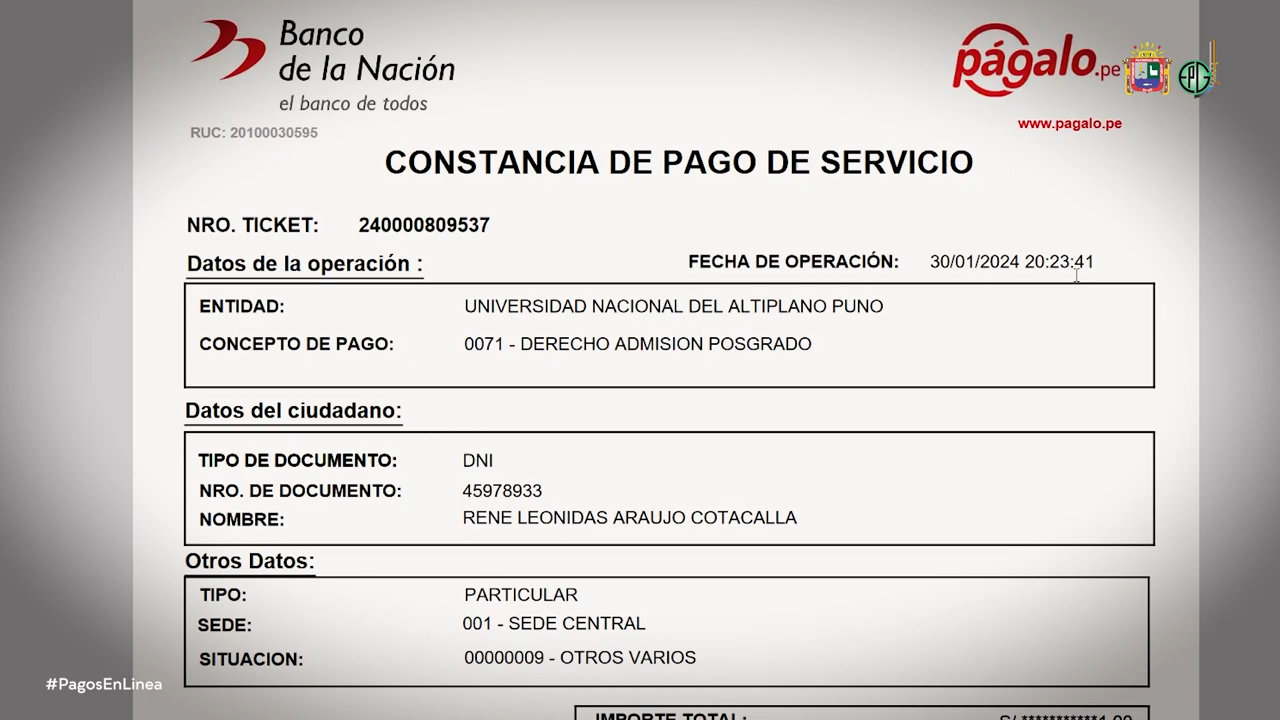 Banco
de la Nación
el banco de todos
RUC: 20100030595
págalo.pe
www.pagalo.pe
EPG
CONSTANCIA DE PAGO DE SERVICIO
NRO. TICKET: 240000809537
Datos de la operación :
FECHA DE OPERACIÓN: 30/01/2024 20:23:41
ENTIDAD: UNIVERSIDAD NACIONAL DEL ALTIPLANO PUNO
CONCEPTO DE PAGO: 0071 - DERECHO ADMISION POSGRADO
Datos del ciudadano:
TIPO DE DOCUMENTO: DNI
NRO. DE DOCUMENTO: 45978933
NOMBRE: RENE LEONIDAS ARAUJO COTACALLA
Otros Datos:
TIPO: PARTICULAR
SEDE: 001 - SEDE CENTRAL
SITUACION: 00000009 - OTROS VARIOS
#PagosEnLinea
IMPORTE TOTAL: